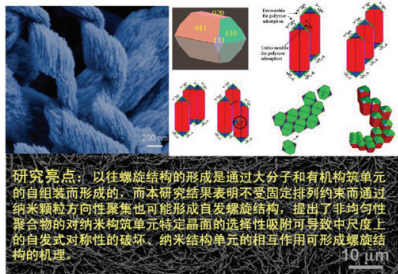 200 nm
020
011
110
111
Favourable
for polymer
adsorption
Unfavourable
for polymer
adsorption
研究亮点：以往螺旋结构的形成是通过大分子和有机构筑单元
的自组装而形成的，而本研究结果表明不受固定排列约束而通过
纳米颗粒方向性聚集也可能形成自发螺旋结构，提出了非均匀性
聚合物的对纳米构筑单元特定晶面的选择性吸附可导致中尺度上
的自发式对称性的破坏、纳米结构单元的相互作用可形成螺旋结
构的机理。
10 μm